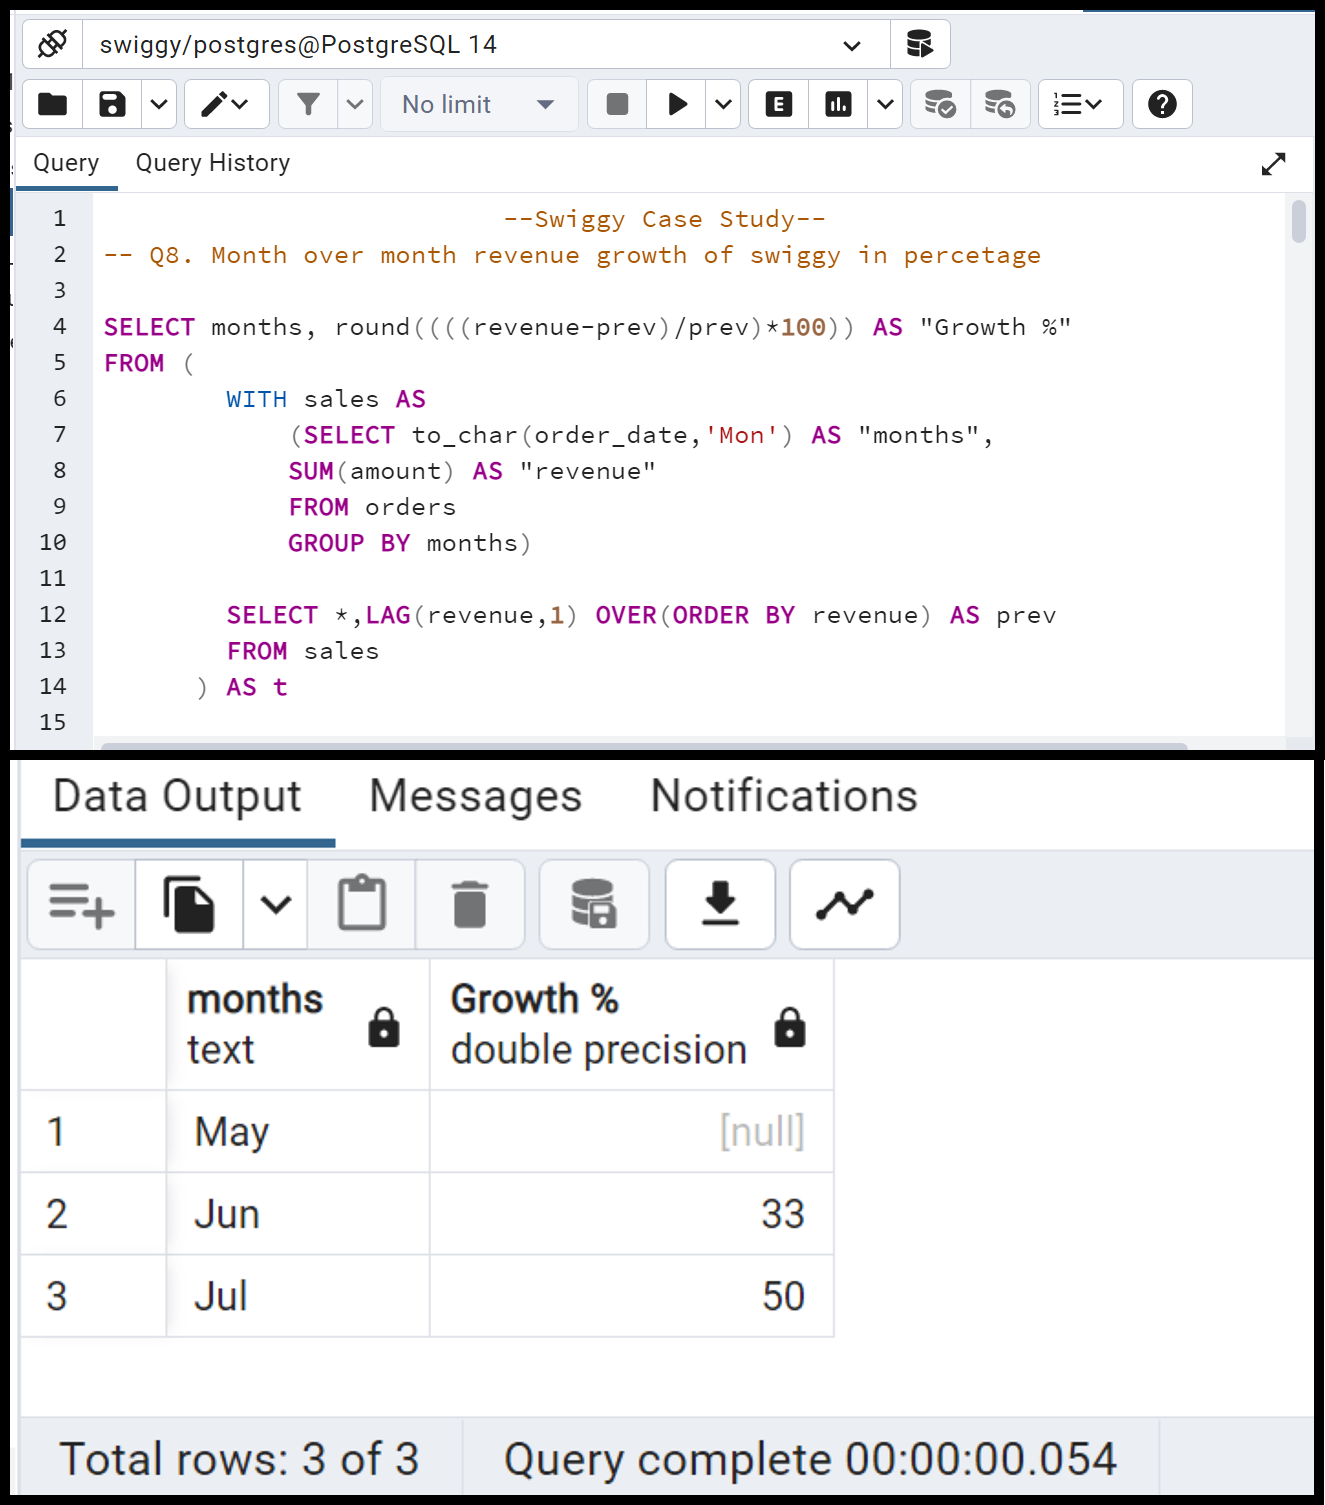 swiggy/postgres@PostgreSQL 14
No limit
E
Query Query History
1 --Swiggy Case Study--
2 -- Q8. Month over month revenue growth of swiggy in percetage
3
4 SELECT months, round((((revenue-prev)/prev)*100)) AS "Growth %"
5 FROM (
6 WITH sales AS
7 (SELECT to_char(order_date,'Mon') AS "months",
8 SUM(amount) AS "revenue"
9 FROM orders
10 GROUP BY months)
11
12 SELECT *,LAG(revenue,1) OVER(ORDER BY revenue) AS prev
13 FROM sales
14 ) AS t
15
Data Output Messages Notifications
months Growth %
text double precision
1 May [null]
2 Jun 33
3 Jul 50
Total rows: 3 of 3 Query complete 00:00:00.054